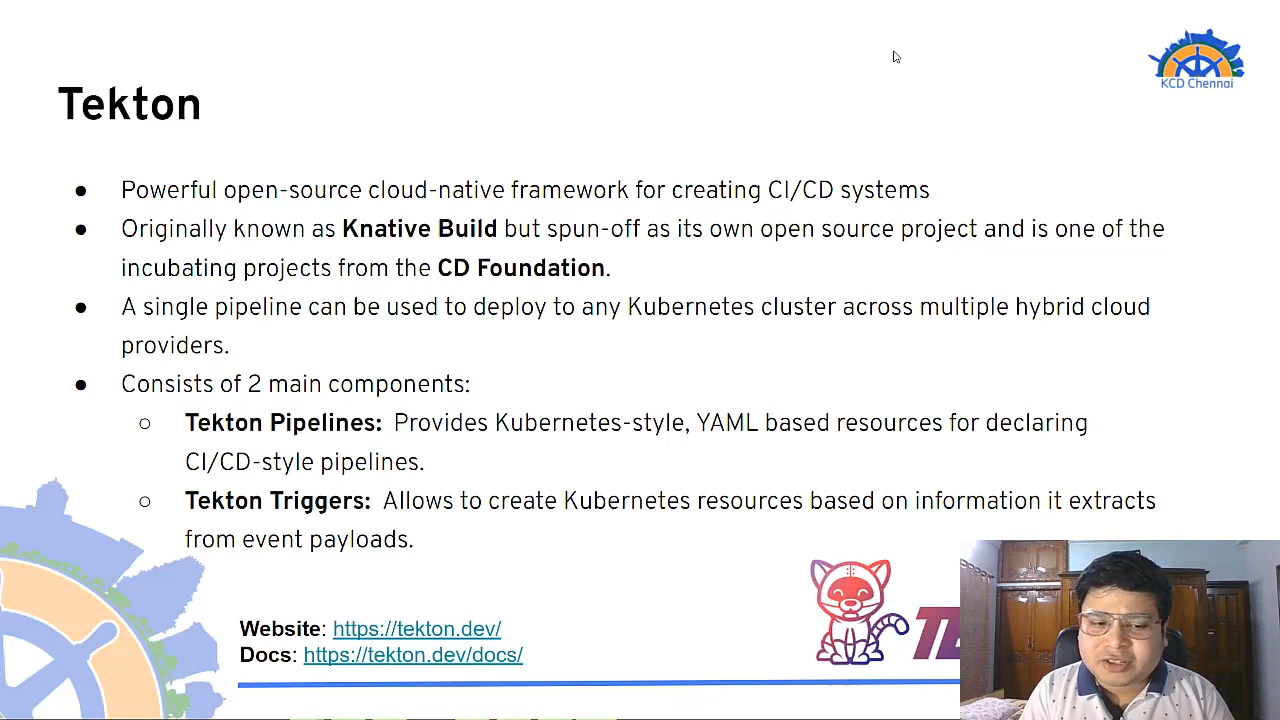 KCD Chennai
Tekton
● Powerful open-source cloud-native framework for creating CI/CD systems
● Originally known as Knative Build but spun-off as its own open source project and is one of the
incubating projects from the CD Foundation.
● A single pipeline can be used to deploy to any Kubernetes cluster across multiple hybrid cloud
providers.
● Consists of 2 main components:
○ Tekton Pipelines: Provides Kubernetes-style, YAML based resources for declaring
CI/CD-style pipelines.
○ Tekton Triggers: Allows to create Kubernetes resources based on information it extracts
from event payloads.
Website: https://tekton.dev/
Docs: https://tekton.dev/docs/